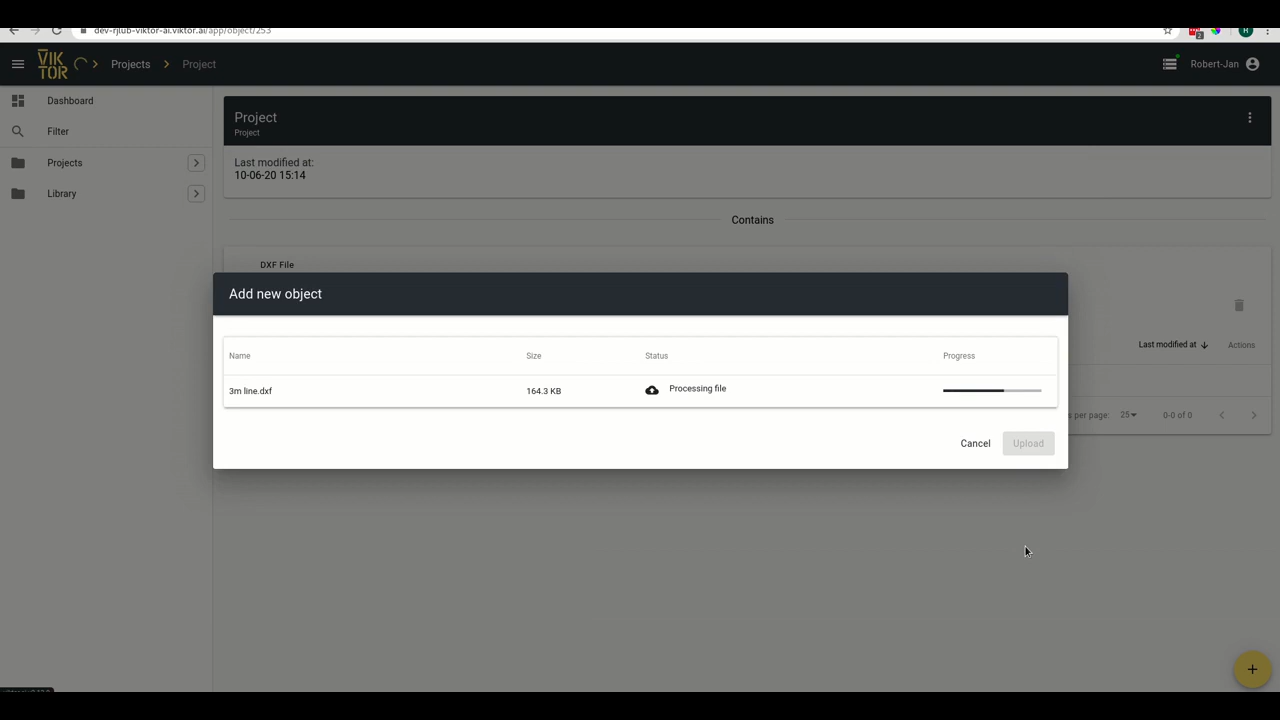 dev-rjlub-viktor-ai.viktor.ai/app/object/253
VIK
TOR
Projects
Project
Robert-Jan
Dashboard
Filter
Projects
Library
Project
Project
Last modified at:
10-06-20 15:14
Contains
DXF File
Add new object
Name Size Status Progress
3m line.dxf 164.3 KB Processing file
Cancel Upload
Last modified at Actions
per page: 25 0-0 of 0